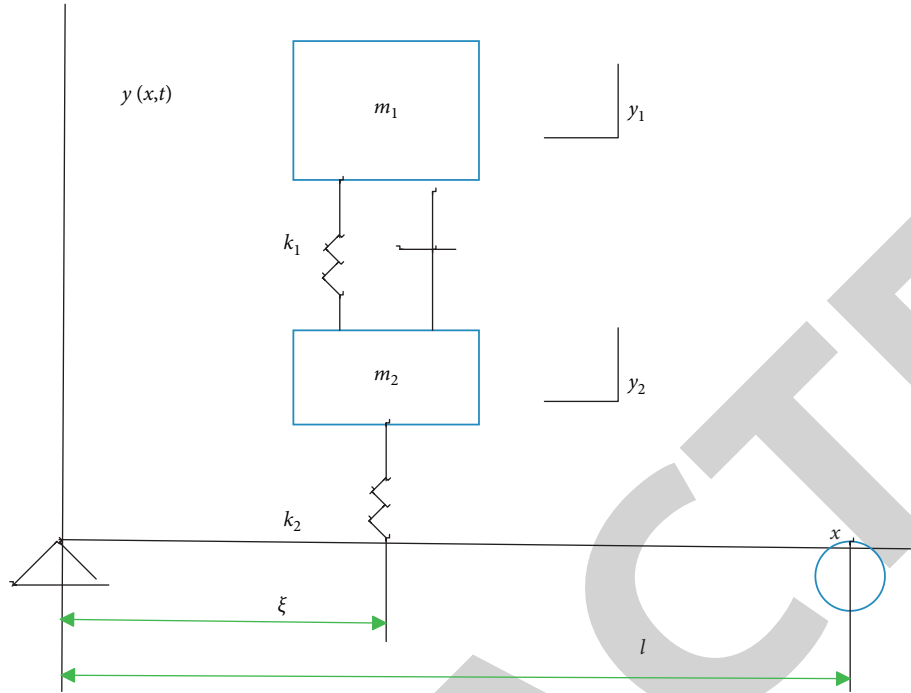 y (x,t)
m₁
y₁
k₁
m₂
y₂
k₂
x
ξ
l